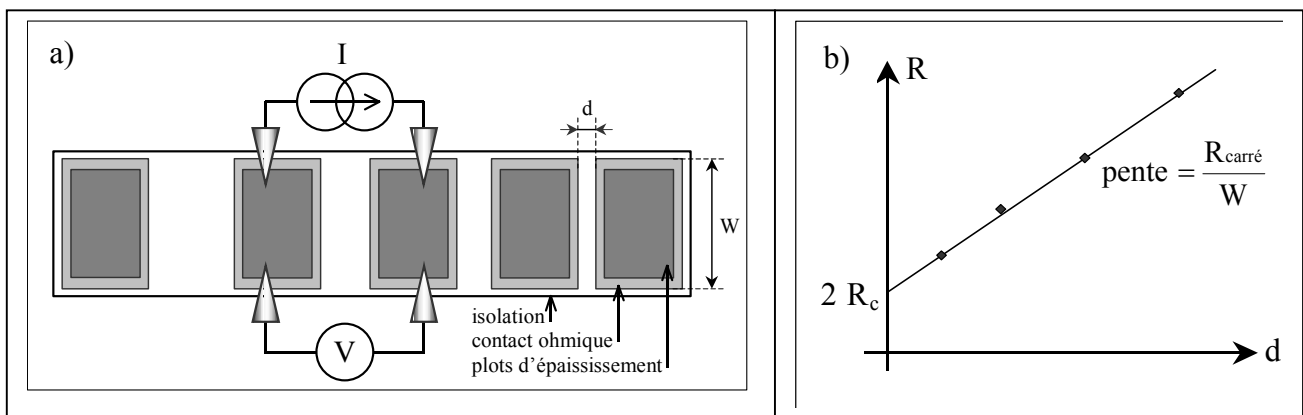 a)
I
d
W
isolation
contact ohmique
plots d'épaississement
V
b)
R
pente = Rcarré / W
2 Rc
d